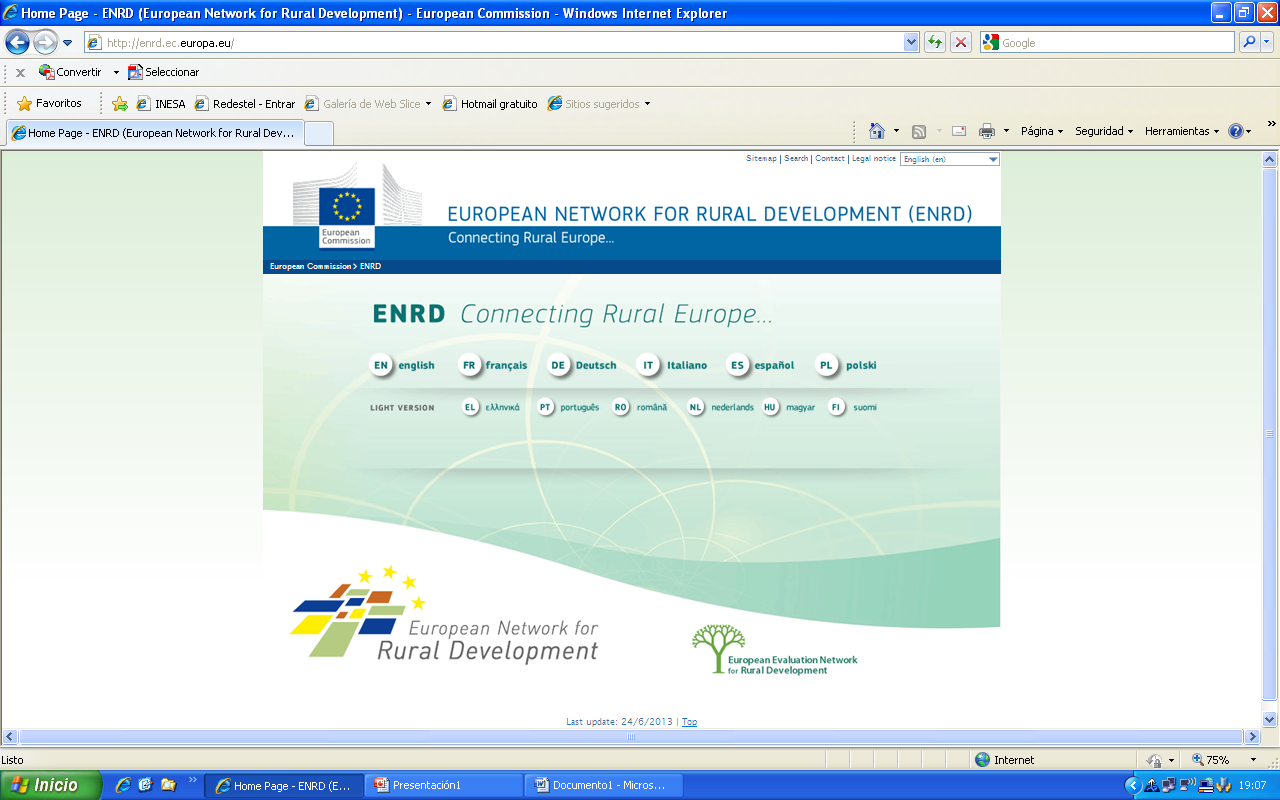 Home Page - ENRD (European Network for Rural Development) - European Commission - Windows Internet Explorer
http://enrd.ec.europa.eu/
Google
Convertir
Seleccionar
Favoritos
INESA
Redestel - Entrar
Galería de Web Slice
Hotmail gratuito
Sitios sugeridos
Home Page - ENRD (European Network for Rural Dev...
Página
Seguridad
Herramientas
Sitemap | Search | Contact | Legal notice
English (en)
EUROPEAN NETWORK FOR RURAL DEVELOPMENT (ENRD)
European
Commission
Connecting Rural Europe...
European Commission > ENRD
ENRD Connecting Rural Europe...
EN english FR français DE Deutsch IT Italiano ES español PL polski
LIGHT VERSION EL ελληνικά PT português RO română NL nederlands HU magyar FI suomi
European Network for
Rural Development
European Evaluation Network
for Rural Development
Last update: 24/6/2013 | Top
Listo
Internet
75%
Inicio
Home Page - ENRD (E...
Presentación1
Documento1 - Micros...
19:07